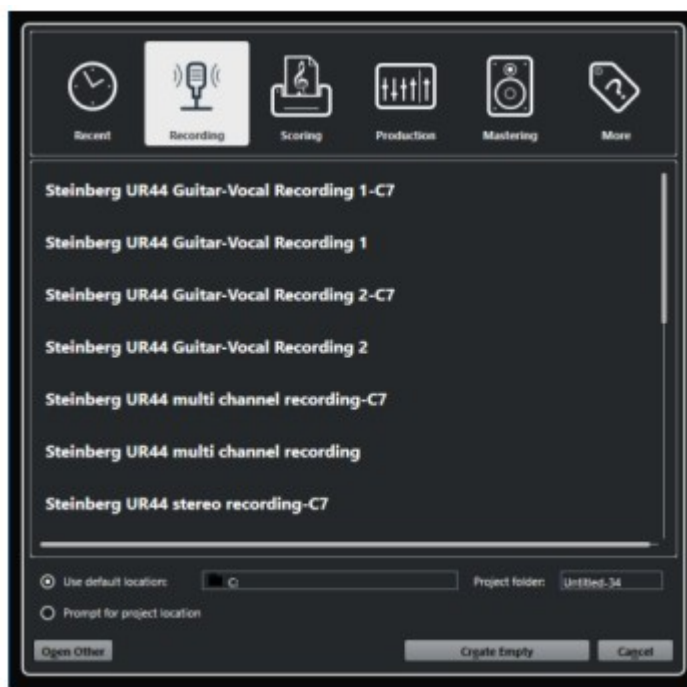 Recent Recording Scoring Production Mastering More
Steinberg UR44 Guitar-Vocal Recording 1-C7
Steinberg UR44 Guitar-Vocal Recording 1
Steinberg UR44 Guitar-Vocal Recording 2-C7
Steinberg UR44 Guitar-Vocal Recording 2
Steinberg UR44 multi channel recording-C7
Steinberg UR44 multi channel recording
Steinberg UR44 stereo recording-C7
Use default location: C: Project folder: Untitled-34
Prompt for project location
Open Other Create Empty Cancel